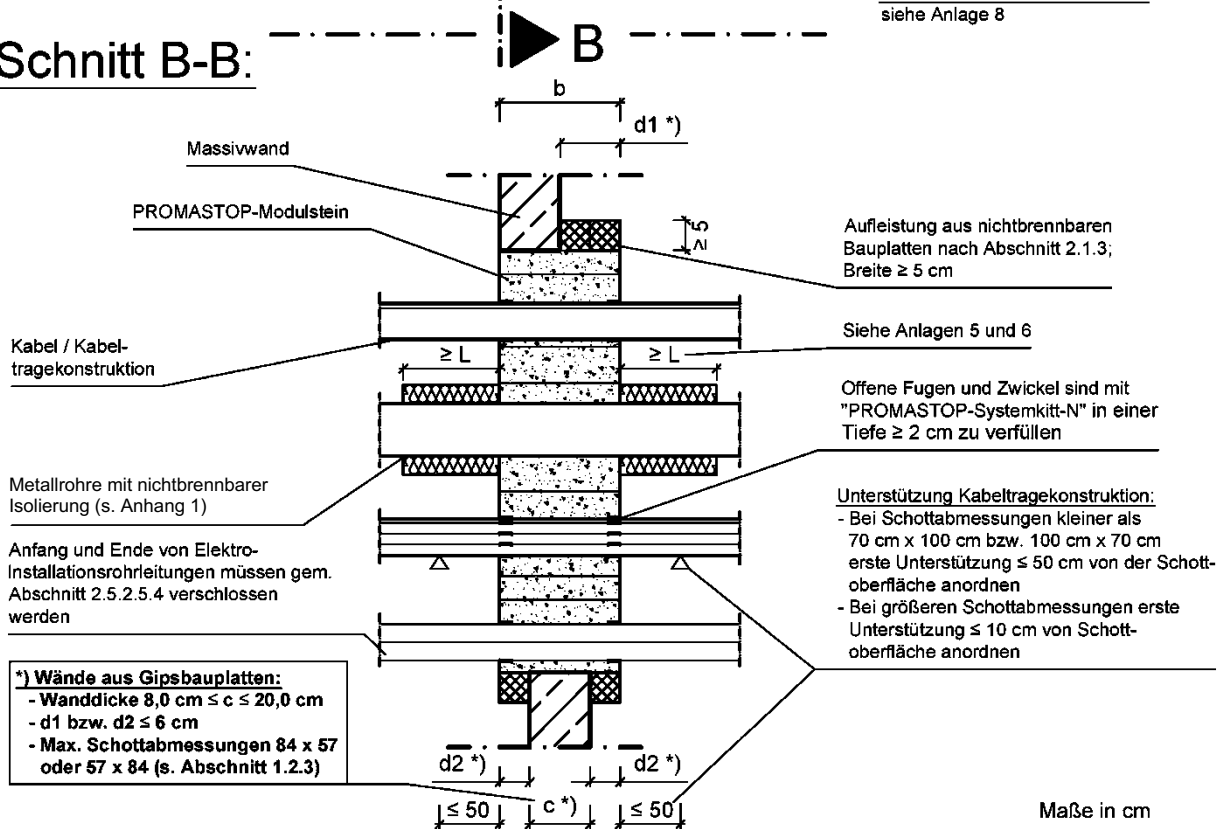 siehe Anlage 8
B
Schnitt B-B:
b
d1 *)
Massivwand
PROMASTOP-Modulstein
≥ 5
Aufleistung aus nichtbrennbaren
Bauplatten nach Abschnitt 2.1.3;
Breite ≥ 5 cm
Kabel / Kabel-
tragekonstruktion
≥ L
≥ L
Siehe Anlagen 5 und 6
Offene Fugen und Zwickel sind mit
"PROMASTOP-Systemkitt-N" in einer
Tiefe ≥ 2 cm zu verfüllen
Metallrohre mit nichtbrennbarer
Isolierung (s. Anhang 1)
Unterstützung Kabeltragekonstruktion:
- Bei Schottabmessungen kleiner als
70 cm x 100 cm bzw. 100 cm x 70 cm
erste Unterstützung ≤ 50 cm von der Schott-
oberfläche anordnen
- Bei größeren Schottabmessungen erste
Unterstützung ≤ 10 cm von Schott-
oberfläche anordnen
Anfang und Ende von Elektro-
Installationsrohrleitungen müssen gem.
Abschnitt 2.5.2.5.4 verschlossen
werden
*) Wände aus Gipsbauplatten:
- Wanddicke 8,0 cm ≤ c ≤ 20,0 cm
- d1 bzw. d2 ≤ 6 cm
- Max. Schottabmessungen 84 x 57
oder 57 x 84 (s. Abschnitt 1.2.3)
d2 *)
d2 *)
≤ 50
c *)
≤ 50
Maße in cm